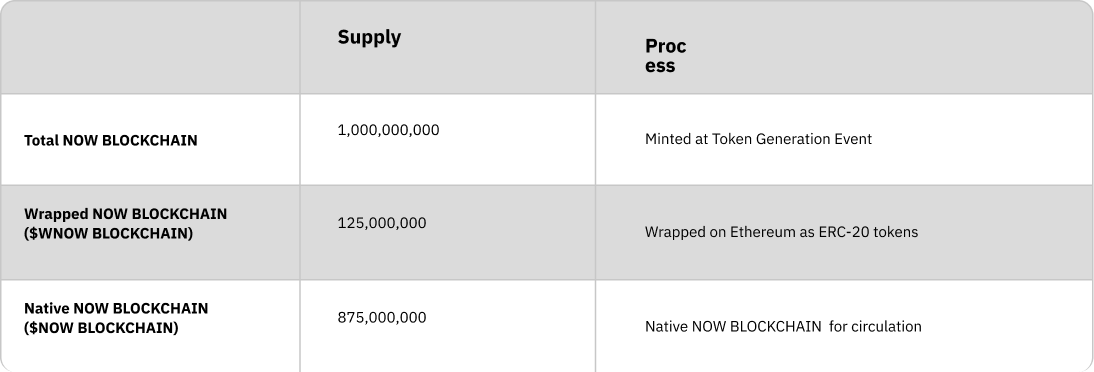 Supply
Proc
ess
Total NOW BLOCKCHAIN
1,000,000,000
Minted at Token Generation Event
Wrapped NOW BLOCKCHAIN
($WNOW BLOCKCHAIN)
125,000,000
Wrapped on Ethereum as ERC-20 tokens
Native NOW BLOCKCHAIN
($NOW BLOCKCHAIN)
875,000,000
Native NOW BLOCKCHAIN  for circulation